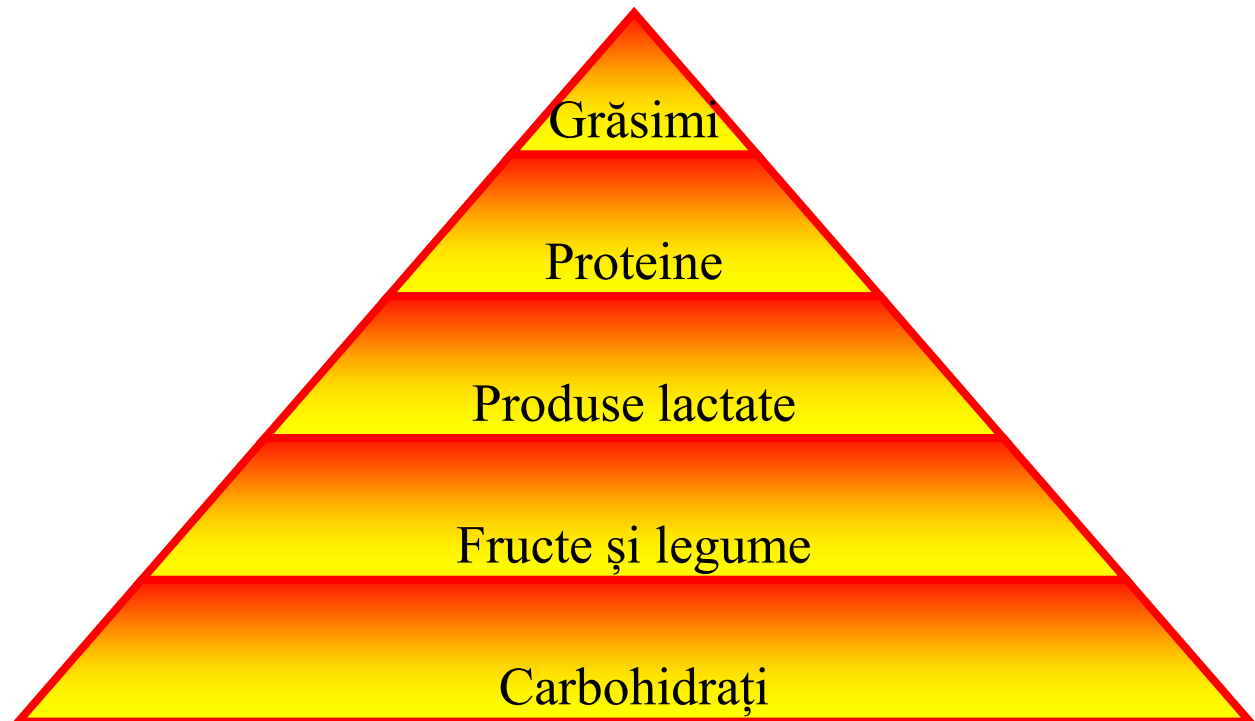 Grăsimi
Proteine
Produse lactate
Fructe și legume
Carbohidrați